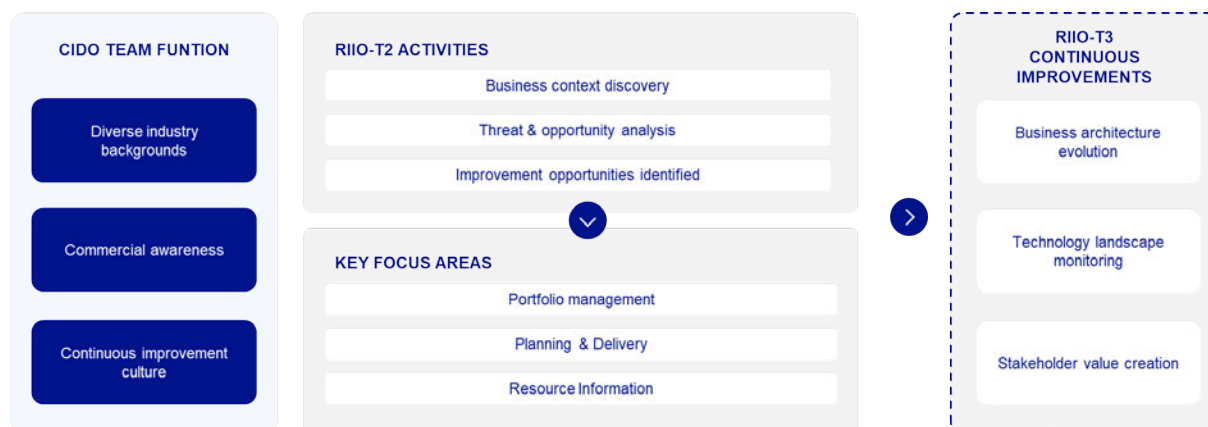 CIDO TEAM FUNTION
Diverse industry
backgrounds
Commercial awareness
Continuous improvement
culture
RIIO-T2 ACTIVITIES
Business context discovery
Threat & opportunity analysis
Improvement opportunities identified
KEY FOCUS AREAS
Portfolio management
Planning & Delivery
Resource Information
RIIO-T3
CONTINUOUS
IMPROVEMENTS
Business architecture
evolution
Technology landscape
monitoring
Stakeholder value creation